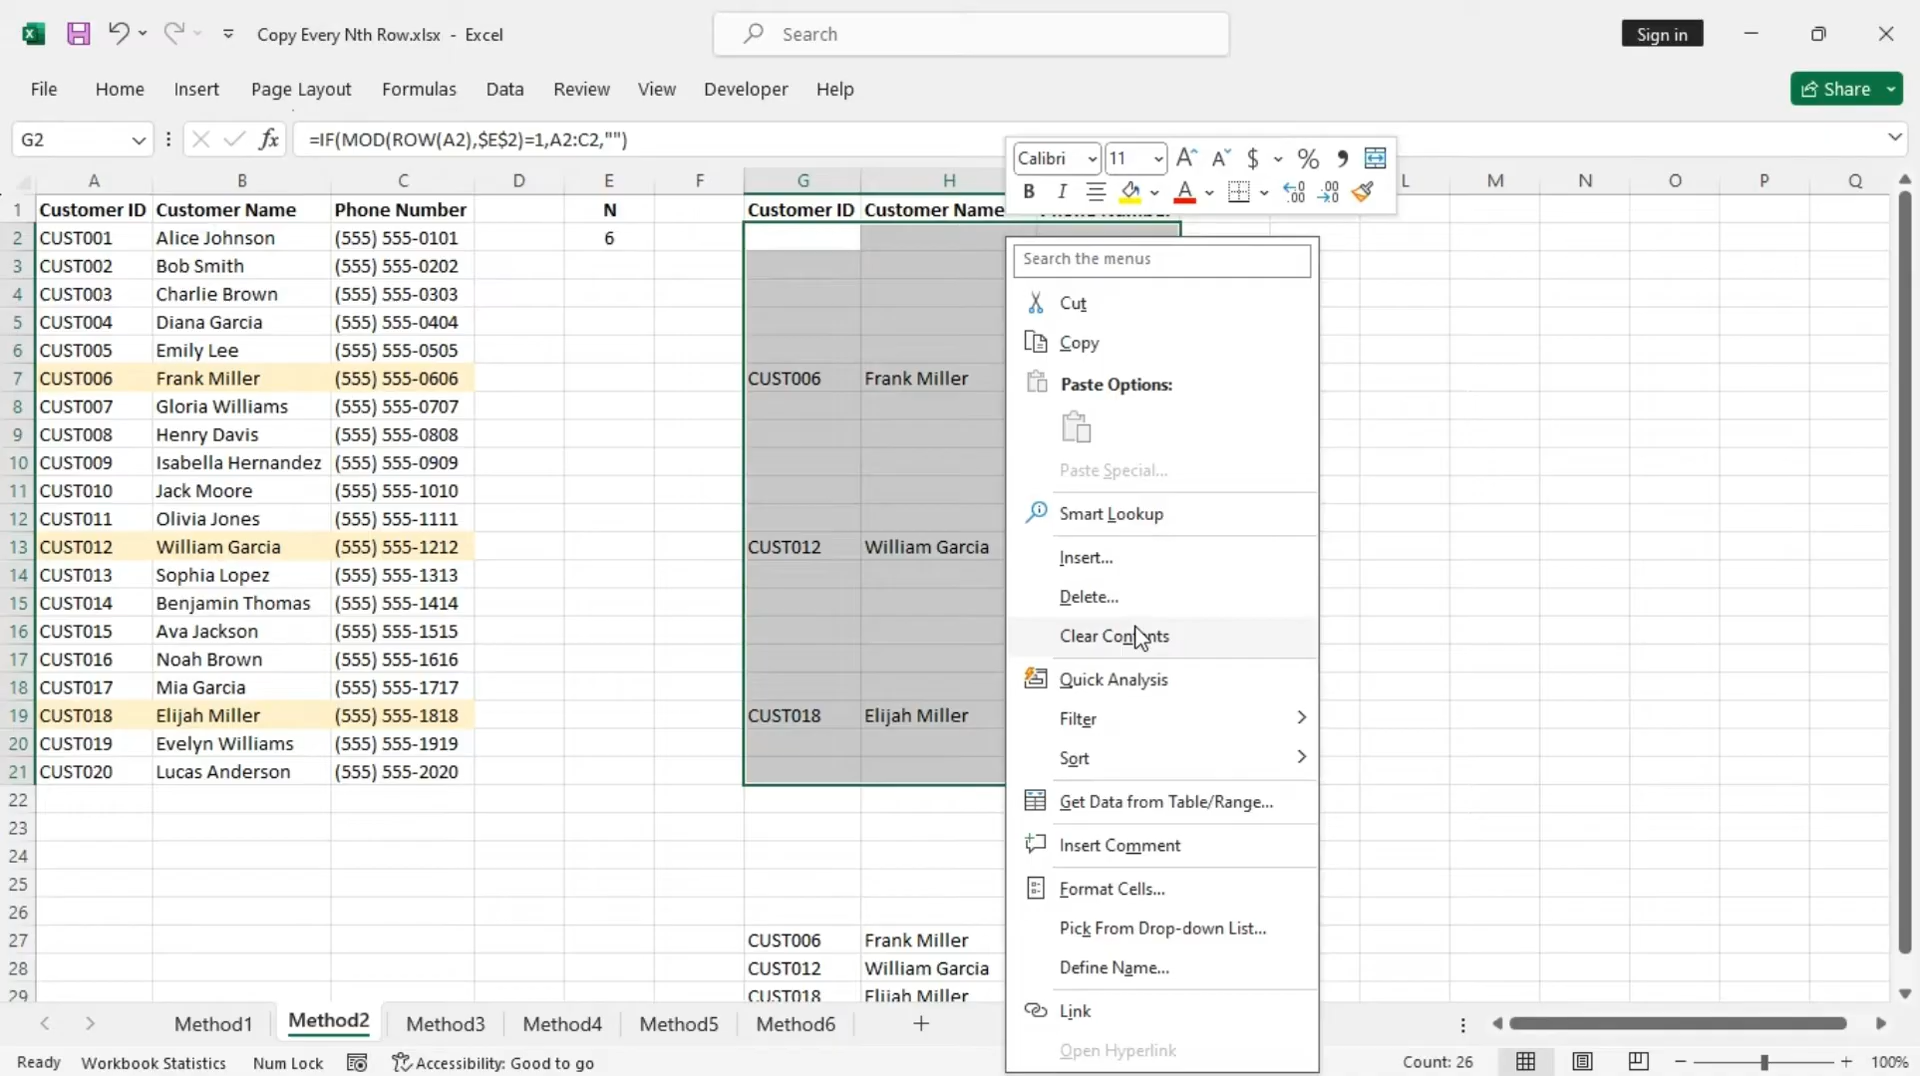 Copy Every Nth Row.xlsx - Excel
Search
Sign in
File Home Insert Page Layout Formulas Data Review View Developer Help
Share
G2
fx
=IF(MOD(ROW(A2),$E$2)=1,A2:C2,"")
Calibri 11 A A $ % ,
B I A
A B C D E F G H L M N O P Q
1 Customer ID Customer Name Phone Number N Customer ID Customer Name Phone Number
2 CUST001 Alice Johnson (555) 555-0101 6
3 CUST002 Bob Smith (555) 555-0202
4 CUST003 Charlie Brown (555) 555-0303
5 CUST004 Diana Garcia (555) 555-0404
6 CUST005 Emily Lee (555) 555-0505
7 CUST006 Frank Miller (555) 555-0606 CUST006 Frank Miller
8 CUST007 Gloria Williams (555) 555-0707
9 CUST008 Henry Davis (555) 555-0808
10 CUST009 Isabella Hernandez (555) 555-0909
11 CUST010 Jack Moore (555) 555-1010
12 CUST011 Olivia Jones (555) 555-1111
13 CUST012 William Garcia (555) 555-1212 CUST012 William Garcia
14 CUST013 Sophia Lopez (555) 555-1313
15 CUST014 Benjamin Thomas (555) 555-1414
16 CUST015 Ava Jackson (555) 555-1515
17 CUST016 Noah Brown (555) 555-1616
18 CUST017 Mia Garcia (555) 555-1717
19 CUST018 Elijah Miller (555) 555-1818 CUST018 Elijah Miller
20 CUST019 Evelyn Williams (555) 555-1919
21 CUST020 Lucas Anderson (555) 555-2020
22
23
24
25
26
27 CUST006 Frank Miller
28 CUST012 William Garcia
29 CUST018 Elijah Miller
Search the menus
Cut
Copy
Paste Options:
Paste Special...
Smart Lookup
Insert...
Delete...
Clear Contents
Quick Analysis
Filter
Sort
Get Data from Table/Range...
Insert Comment
Format Cells...
Pick From Drop-down List...
Define Name...
Link
Open Hyperlink
Method1 Method2 Method3 Method4 Method5 Method6
Ready Workbook Statistics Num Lock Accessibility: Good to go Count: 26 100%